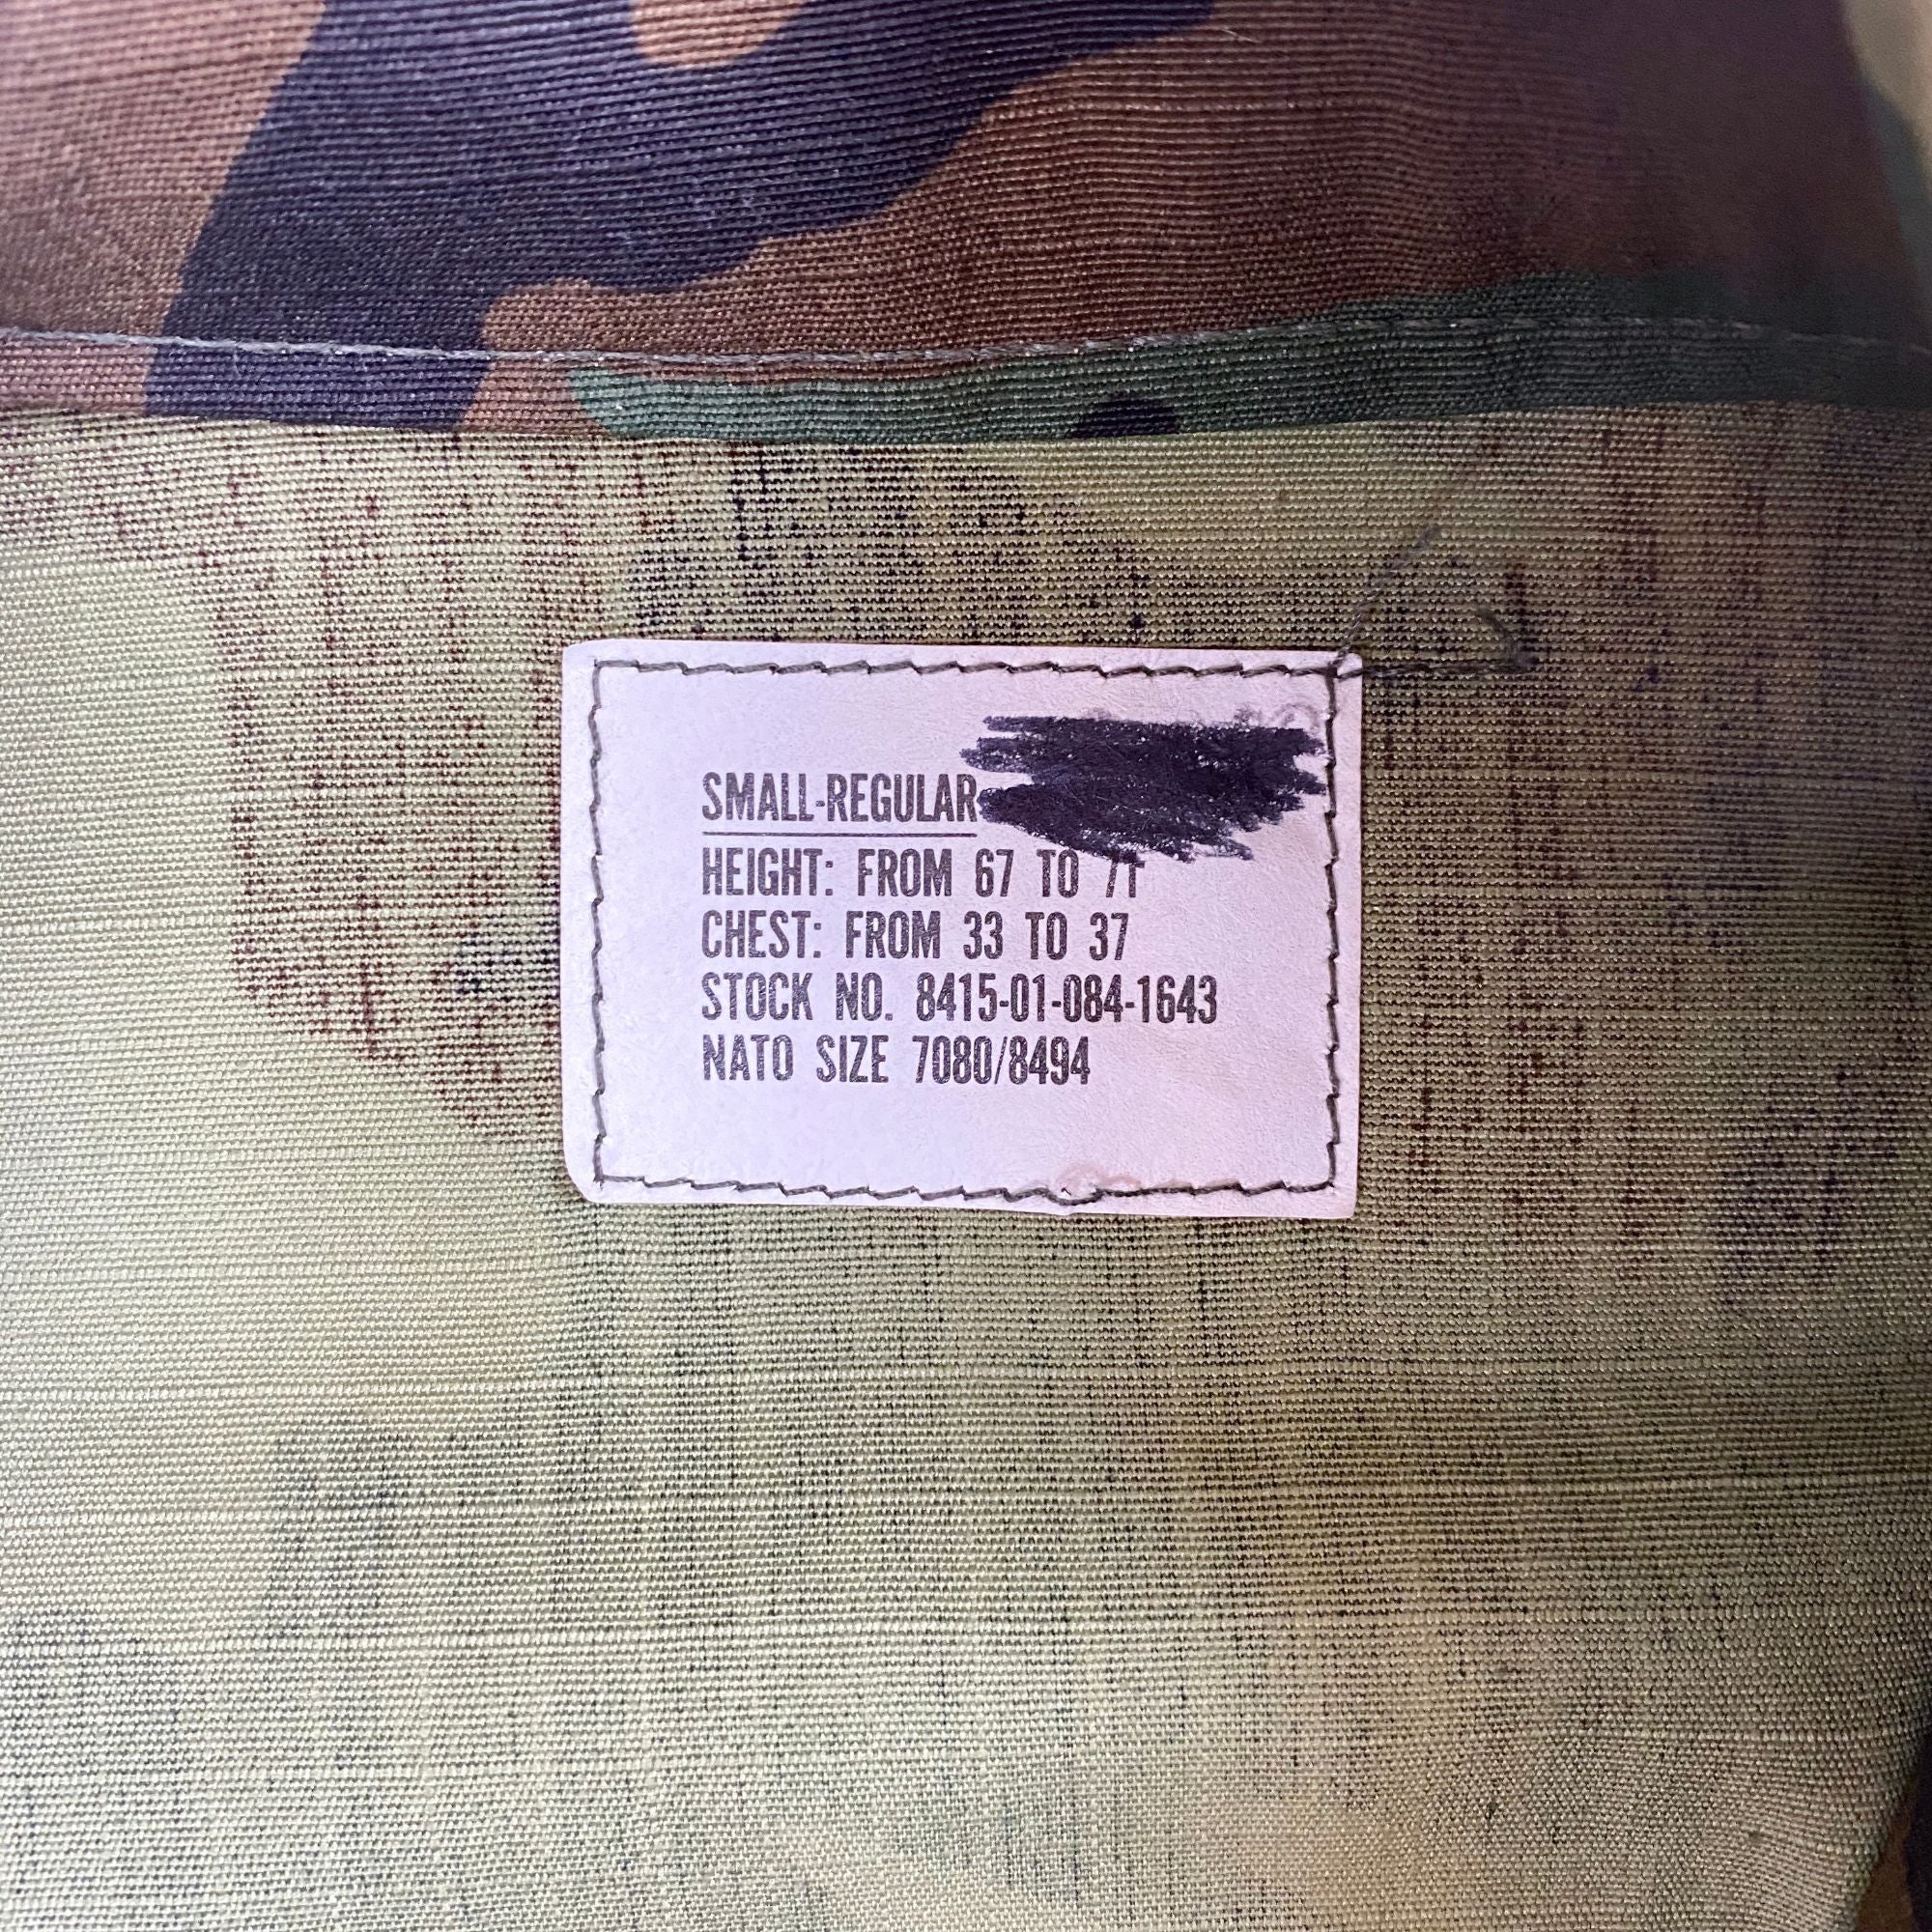 SMALL-REGULAR
HEIGHT: FROM 67 TO 71
CHEST: FROM 33 TO 37
STOCK NO. 8415-01-084-1643
NATO SIZE 7080/8494